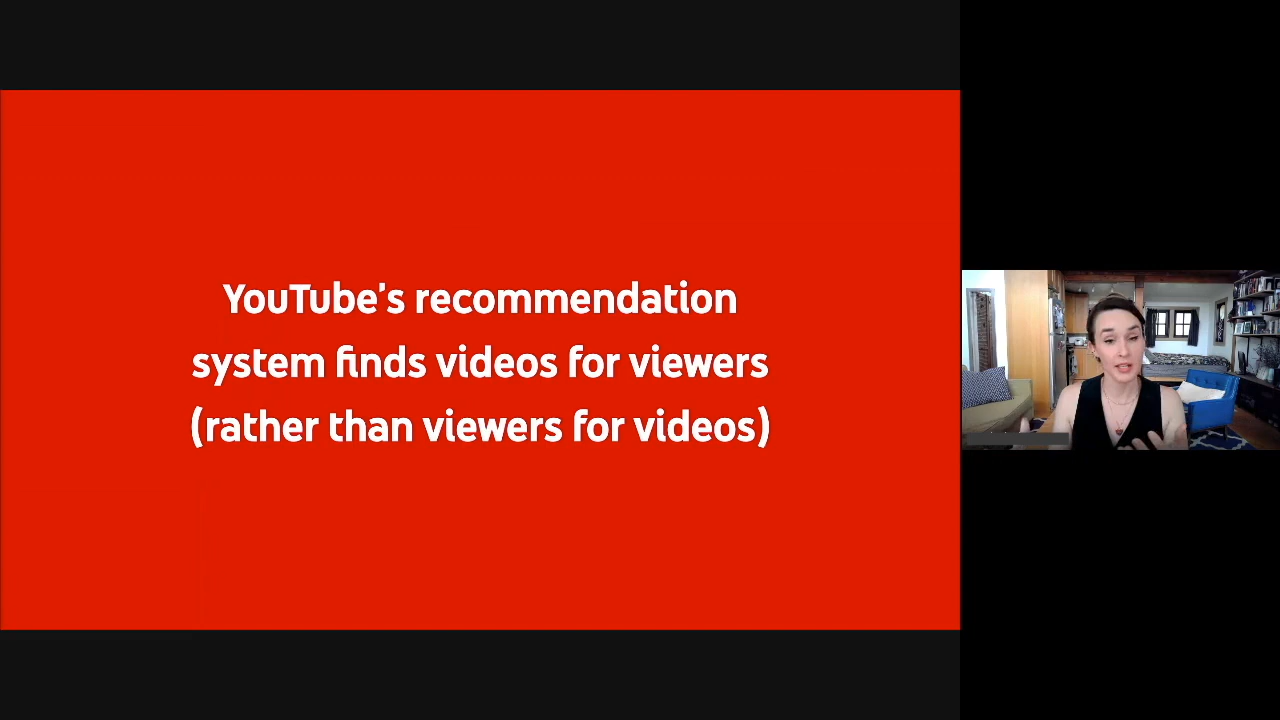 YouTube's recommendation
system finds videos for viewers
(rather than viewers for videos)